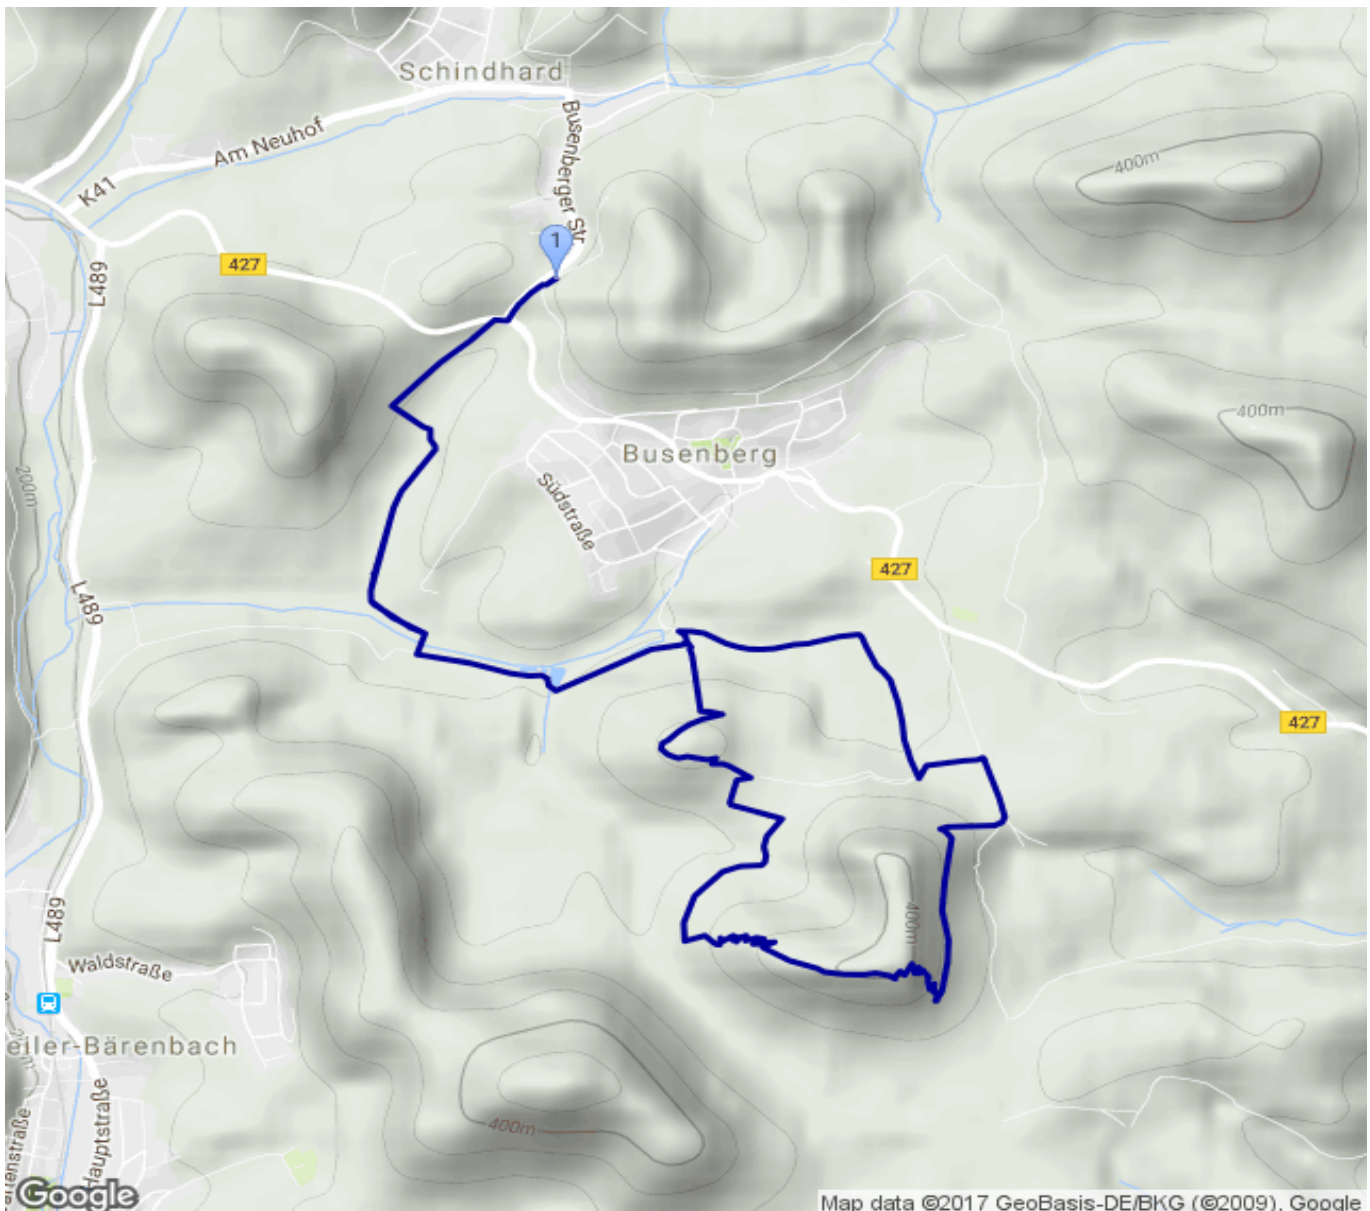 Schindhard
Busenberger Str.
Am Neuhof
K41
400m
1
427
L489
400m
Busenberg
200m
Südstraße
427
L489
427
400m
L489
Waldstraße
eiler-Bärenbach
400m
Hauptstraße
Google
Map data ©2017 GeoBasis-DE/BKG (©2009), Google